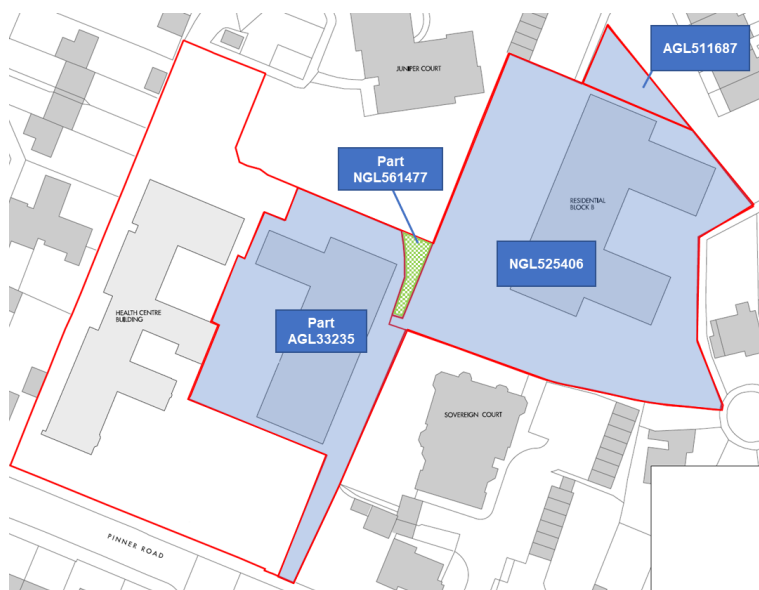 AGL511687
JUNIPER COURT
Part
NGL561477
RESIDENTIAL
BLOCK B
NGL525406
HEALTH CENTRE
BUILDING
Part
AGL33235
SOVEREIGN COURT
PINNER ROAD